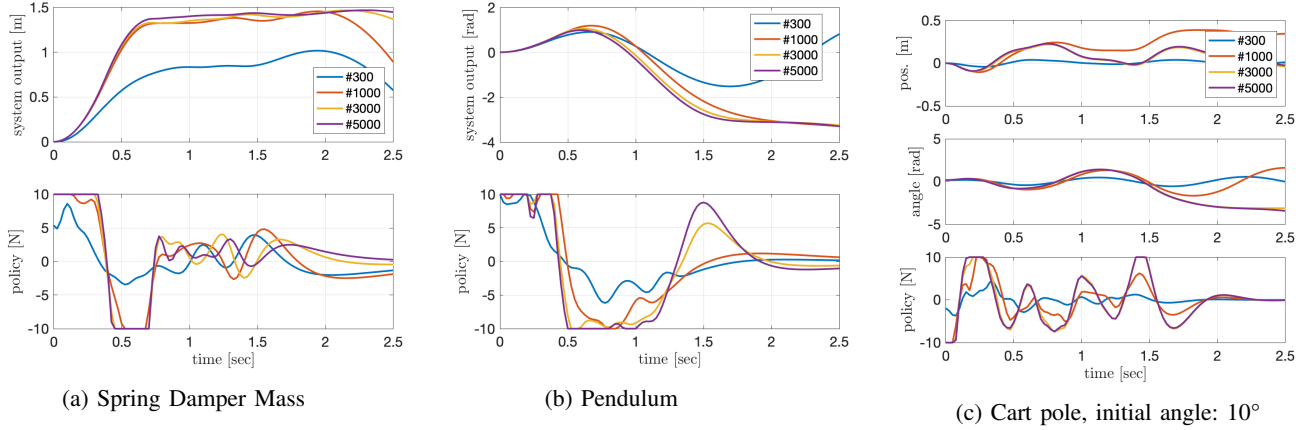 system output [m]
1.5
1
0.5
0
#300
#1000
#3000
#5000
0 0.5 1 1.5 2 2.5
policy [N]
10
5
0
-5
-10
0 0.5 1 1.5 2 2.5
time [sec]
(a) Spring Damper Mass
system output [rad]
2
0
-2
-4
#300
#1000
#3000
#5000
0 0.5 1 1.5 2 2.5
policy [N]
10
5
0
-5
-10
0 0.5 1 1.5 2 2.5
time [sec]
(b) Pendulum
pos. [m]
0.5
0
-0.5
#300
#1000
#3000
#5000
0 0.5 1 1.5 2 2.5
angle [rad]
5
0
-5
0 0.5 1 1.5 2 2.5
policy [N]
10
0
-10
0 0.5 1 1.5 2 2.5
time [sec]
(c) Cart pole, initial angle: 10°